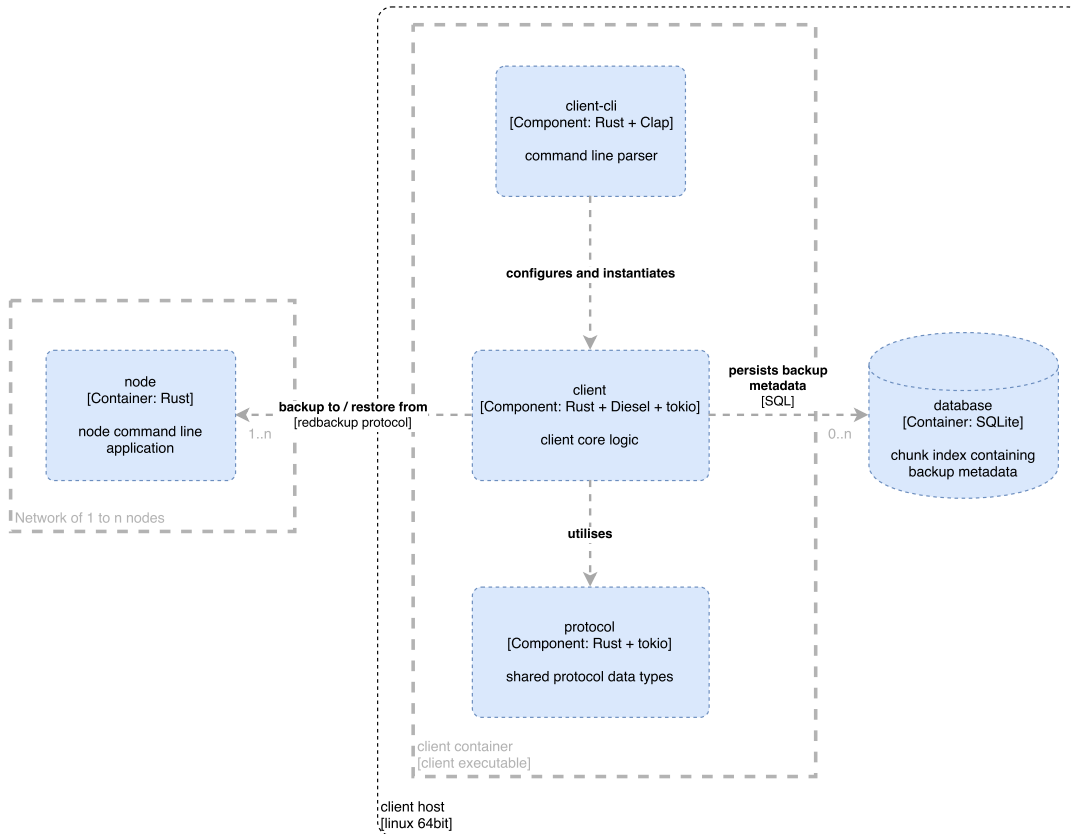 client-cli
[Component: Rust + Clap]
command line parser
configures and instantiates
node
[Container: Rust]
node command line
application
1..n
Network of 1 to n nodes
backup to / restore from
[redbackup protocol]
client
[Component: Rust + Diesel + tokio]
client core logic
persists backup
metadata
[SQL]
0..n
database
[Container: SQLite]
chunk index containing
backup metadata
utilises
protocol
[Component: Rust + tokio]
shared protocol data types
client container
[client executable]
client host
[linux 64bit]